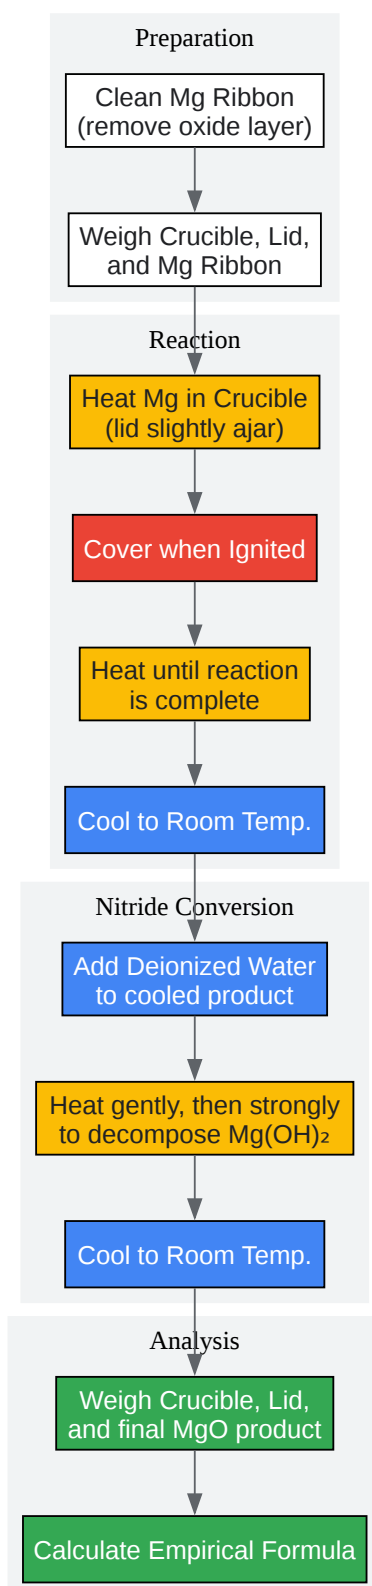 Preparation
Clean Mg Ribbon
(remove oxide layer)
Weigh Crucible, Lid,
and Mg Ribbon
Reaction
Heat Mg in Crucible
(lid slightly ajar)
Cover when Ignited
Heat until reaction
is complete
Cool to Room Temp.
Nitride Conversion
Add Deionized Water
to cooled product
Heat gently, then strongly
to decompose Mg(OH)₂
Cool to Room Temp.
Analysis
Weigh Crucible, Lid,
and final MgO product
Calculate Empirical Formula